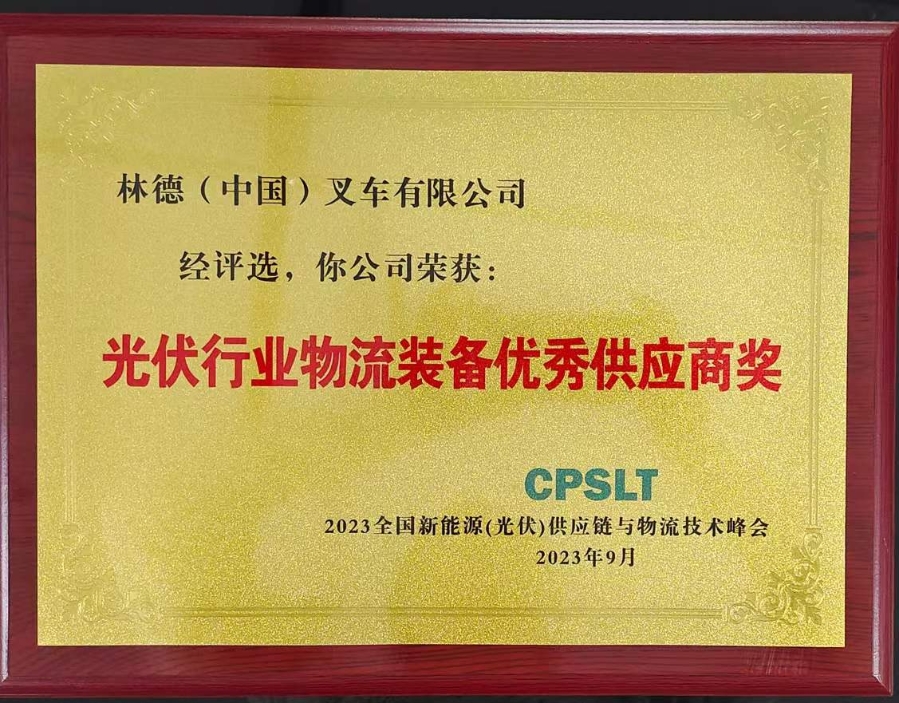 林德（中国）叉车有限公司
经评选，你公司荣获：
光伏行业物流装备优秀供应商奖
CPSLT
2023全国新能源(光伏)供应链与物流技术峰会
2023年9月